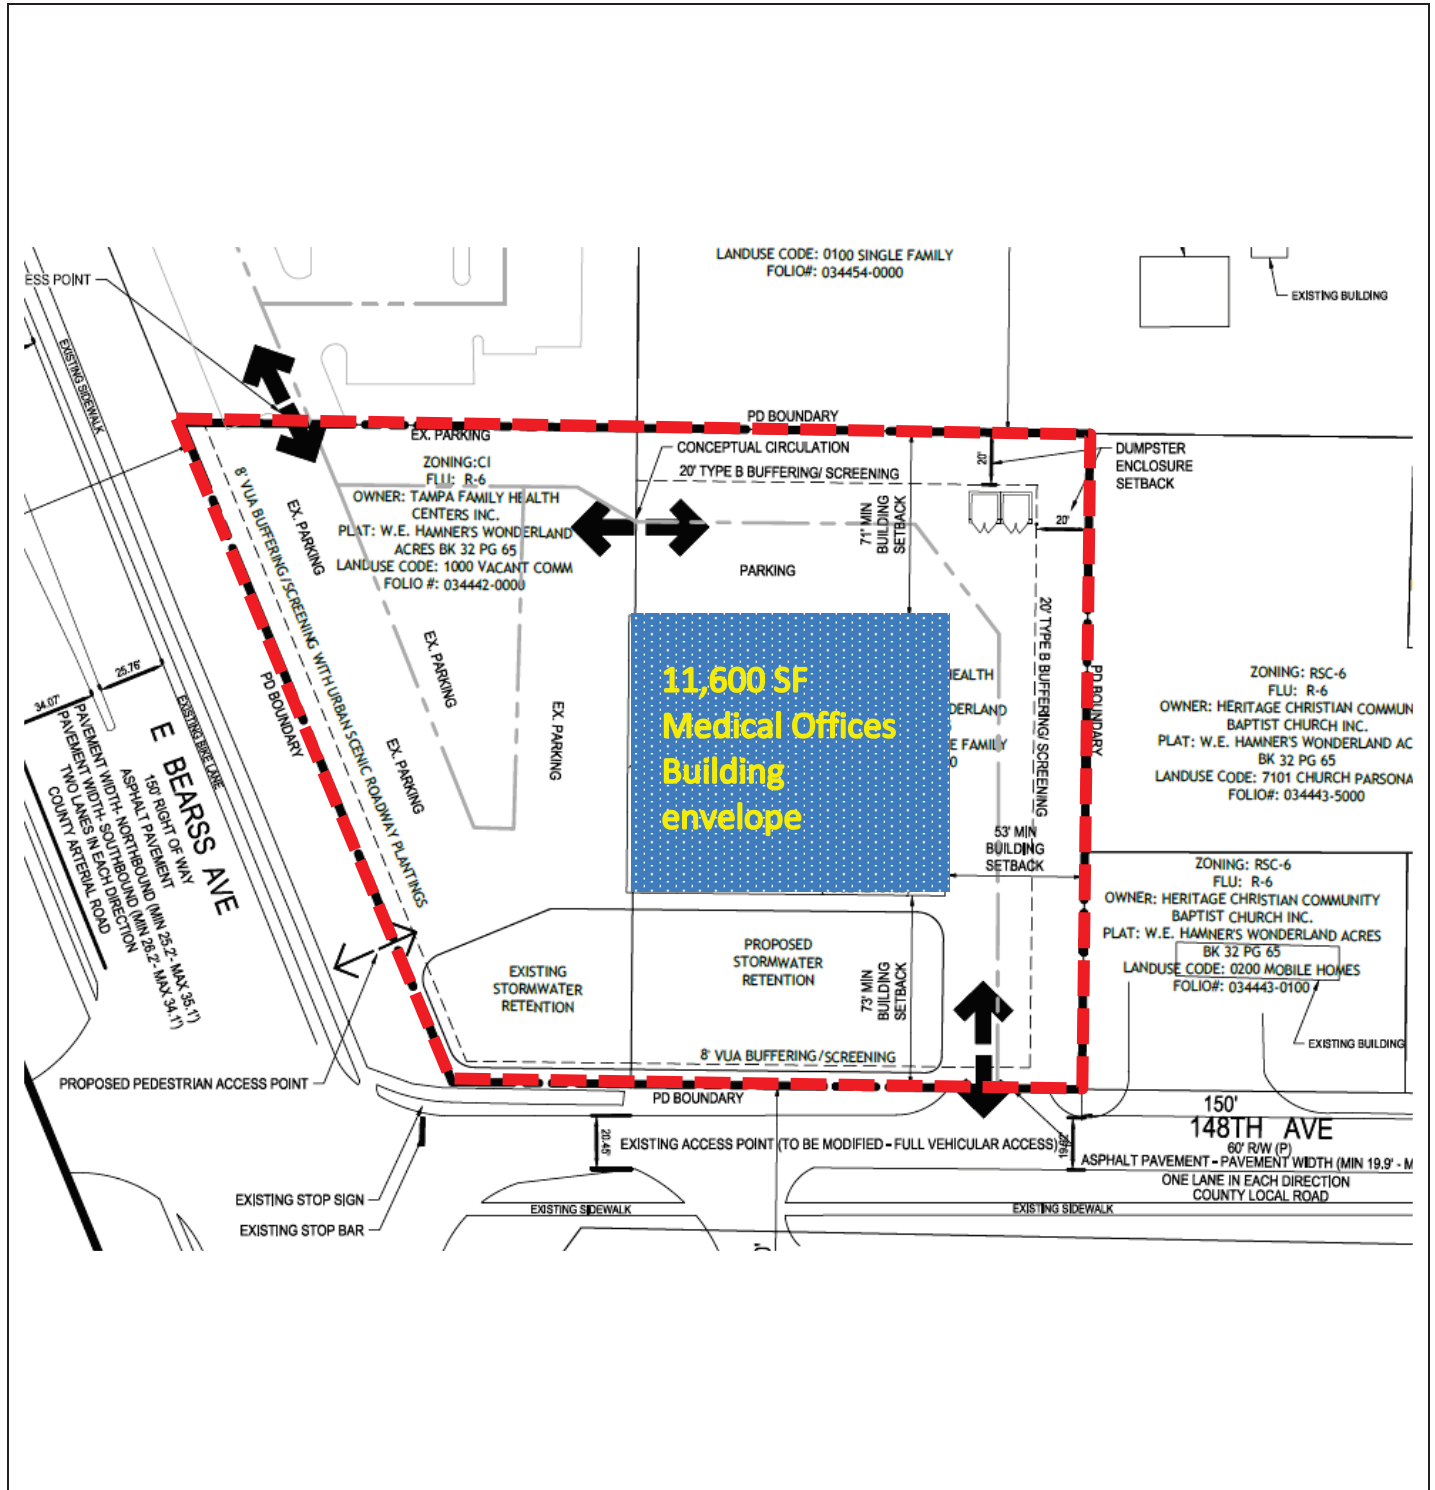 LANDUSE CODE: 0100 SINGLE FAMILY
FOLIO#: 034454-0000
ESS POINT
EXISTING BUILDING
EXISTING SIDEWALK
PD BOUNDARY
EX. PARKING
CONCEPTUAL CIRCULATION
DUMPSTER
ENCLOSURE
SETBACK
20'
20' TYPE B BUFFERING/ SCREENING
ZONING:CI
FLU: R-6
OWNER: TAMPA FAMILY HEALTH
CENTERS INC.
PLAT: W.E. HAMNER'S WONDERLAND
ACRES BK 32 PG 65
LANDUSE CODE: 1000 VACANT COMM
FOLIO #: 034442-0000
8' VUA BUFFERING/SCREENING WITH URBAN SCENIC ROADWAY PLANTINGS
EX. PARKING
71' MIN
BUILDING
SETBACK
20'
PARKING
20' TYPE B BUFFERING/ SCREENING
EX. PARKING
EX. PARKING
EX. PARKING
PD BOUNDARY
PD BOUNDARY
11,600 SF
Medical Offices
Building
envelope
EALTH
DERLAND
E FAMILY
0
ZONING: RSC-6
FLU: R-6
OWNER: HERITAGE CHRISTIAN COMMUN
BAPTIST CHURCH INC.
PLAT: W.E. HAMNER'S WONDERLAND AC
BK 32 PG 65
LANDUSE CODE: 7101 CHURCH PARSONA
FOLIO#: 034443-5000
25.76'
34.07'
EXISTING BIKE LANE
E BEARSS AVE
150' RIGHT OF WAY
ASPHALT PAVEMENT
PAVEMENT WIDTH- NORTHBOUND (MIN 25.2'- MAX 35.1')
PAVEMENT WIDTH- SOUTHBOUND (MIN 26.2'- MAX 34.1')
TWO LANES IN EACH DIRECTION
COUNTY ARTERIAL ROAD
53' MIN
BUILDING
SETBACK
ZONING: RSC-6
FLU: R-6
OWNER: HERITAGE CHRISTIAN COMMUNITY
BAPTIST CHURCH INC.
PLAT: W.E. HAMNER'S WONDERLAND ACRES
BK 32 PG 65
LANDUSE CODE: 0200 MOBILE HOMES
FOLIO#: 034443-0100
EXISTING BUILDING
EXISTING
STORMWATER
RETENTION
PROPOSED
STORMWATER
RETENTION
73' MIN
BUILDING
SETBACK
8' VUA BUFFERING/SCREENING
PROPOSED PEDESTRIAN ACCESS POINT
PD BOUNDARY
20.45'
EXISTING ACCESS POINT (TO BE MODIFIED - FULL VEHICULAR ACCESS)
150'
148TH AVE
60' R/W (P)
ASPHALT PAVEMENT - PAVEMENT WIDTH (MIN 19.9' - M
ONE LANE IN EACH DIRECTION
COUNTY LOCAL ROAD
EXISTING STOP SIGN
EXISTING STOP BAR
EXISTING SIDEWALK
EXISTING SIDEWALK